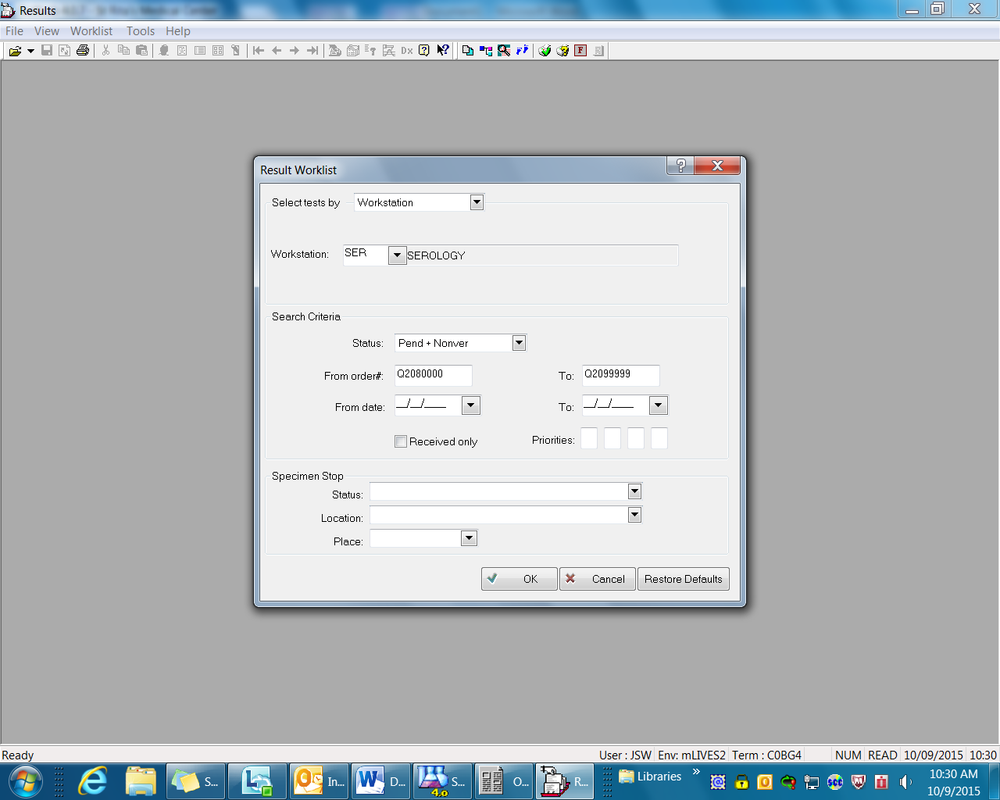 Results
File View Worklist Tools Help
Dx F
Result Worklist
Select tests by Workstation
Workstation: SER SEROLOGY
Search Criteria
Status: Pend + Nonver
From order#: Q2080000 To: Q2099999
From date: __/__/____ To: __/__/____
Received only Priorities:
Specimen Stop
Status:
Location:
Place:
OK Cancel Restore Defaults
Ready User : JSW Env: mLIVES2 Term : C0BG4 NUM READ 10/09/2015 10:30
S... In... D... S... O... R... Libraries » 10:30 AM
4.0 10/9/2015